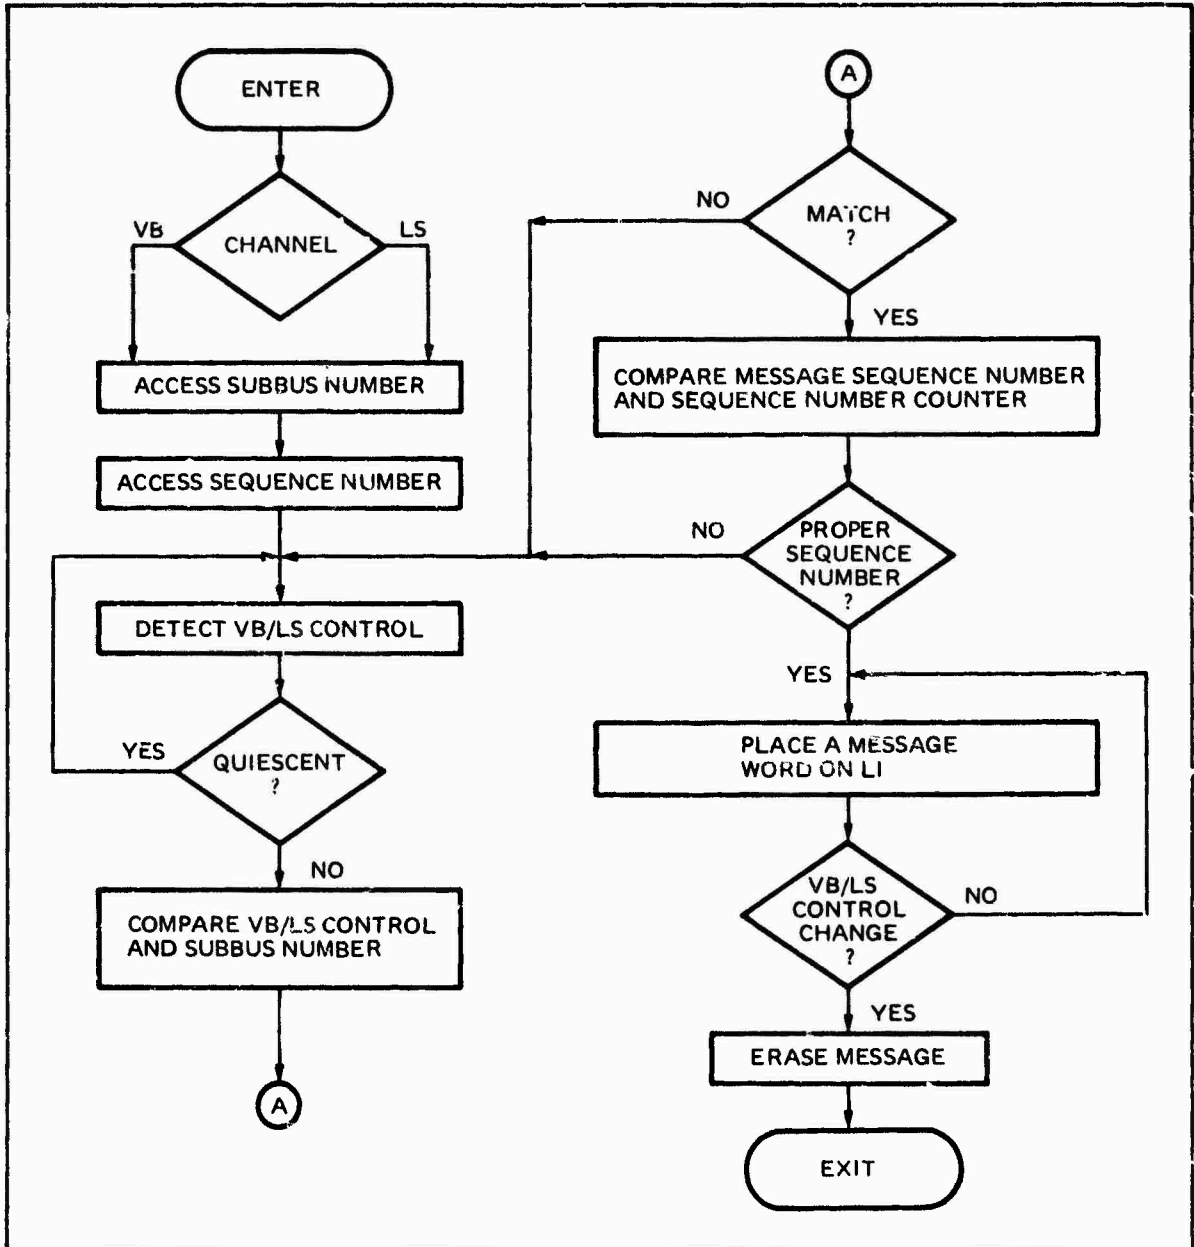 ENTER
VB
CHANNEL
LS
ACCESS SUBBUS NUMBER
ACCESS SEQUENCE NUMBER
DETECT VB/LS CONTROL
YES
QUIESCENT
?
NO
COMPARE VB/LS CONTROL
AND SUBBUS NUMBER
A
A
NO
MATCH
?
YES
COMPARE MESSAGE SEQUENCE NUMBER
AND SEQUENCE NUMBER COUNTER
NO
PROPER
SEQUENCE
NUMBER
?
YES
PLACE A MESSAGE
WORD ON LI
VB/LS
CONTROL
CHANGE
?
NO
YES
ERASE MESSAGE
EXIT